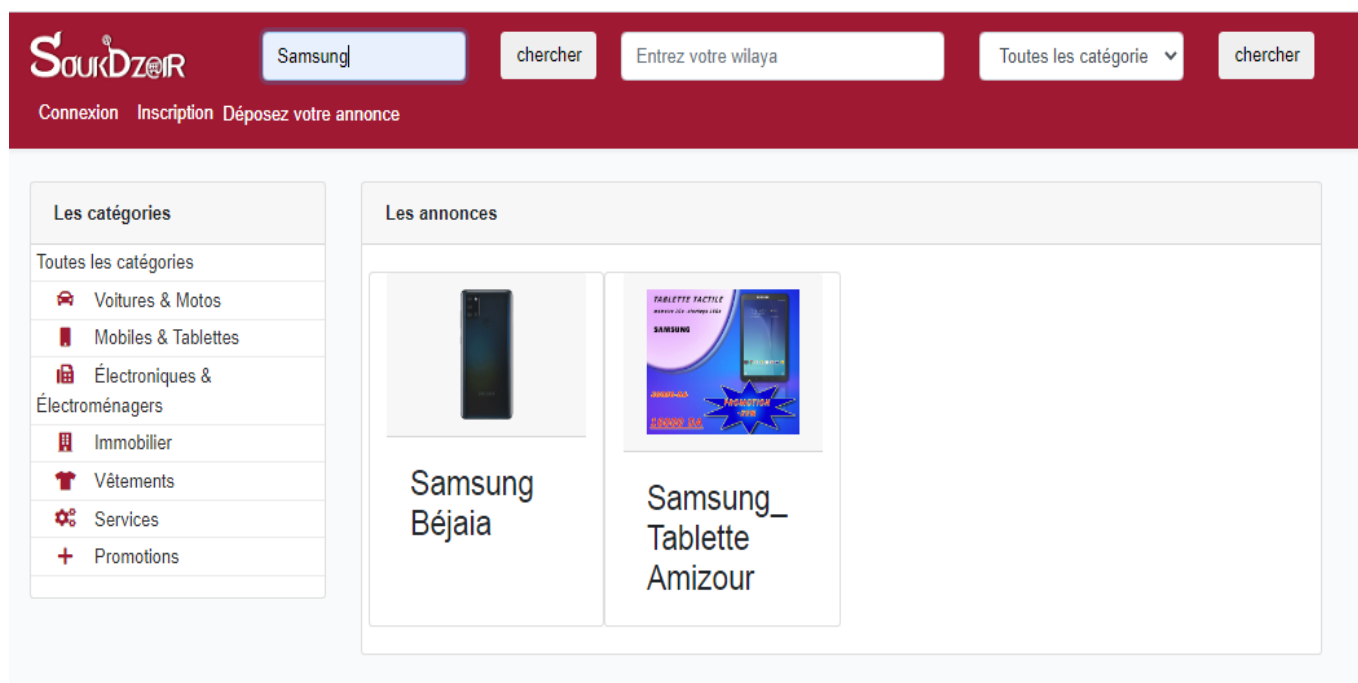 SoukDzeiR
Samsung
chercher
Entrez votre wilaya
Toutes les catégorie
chercher
Connexion Inscription Déposez votre annonce
Les catégories
Toutes les catégories
Voitures & Motos
Mobiles & Tablettes
Électroniques &
Électroménagers
Immobilier
Vêtements
Services
Promotions
Les annonces
Samsung
Béjaia
TABLETTE TACTILE
SAMSUNG
PROMOTION
Samsung_
Tablette
Amizour